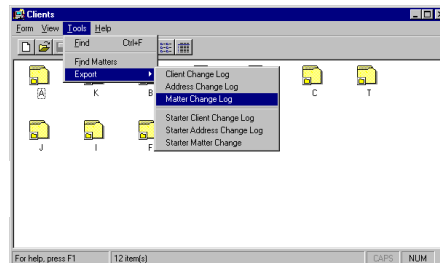 Clients
Form View Tools Help
Find Ctrl+F
Find Matters
Export
Client Change Log
Address Change Log
Matter Change Log
Starter Client Change Log
Starter Address Change Log
Starter Matter Change
A K B C T
J I F
For help, press F1 12 item(s) CAPS NUM